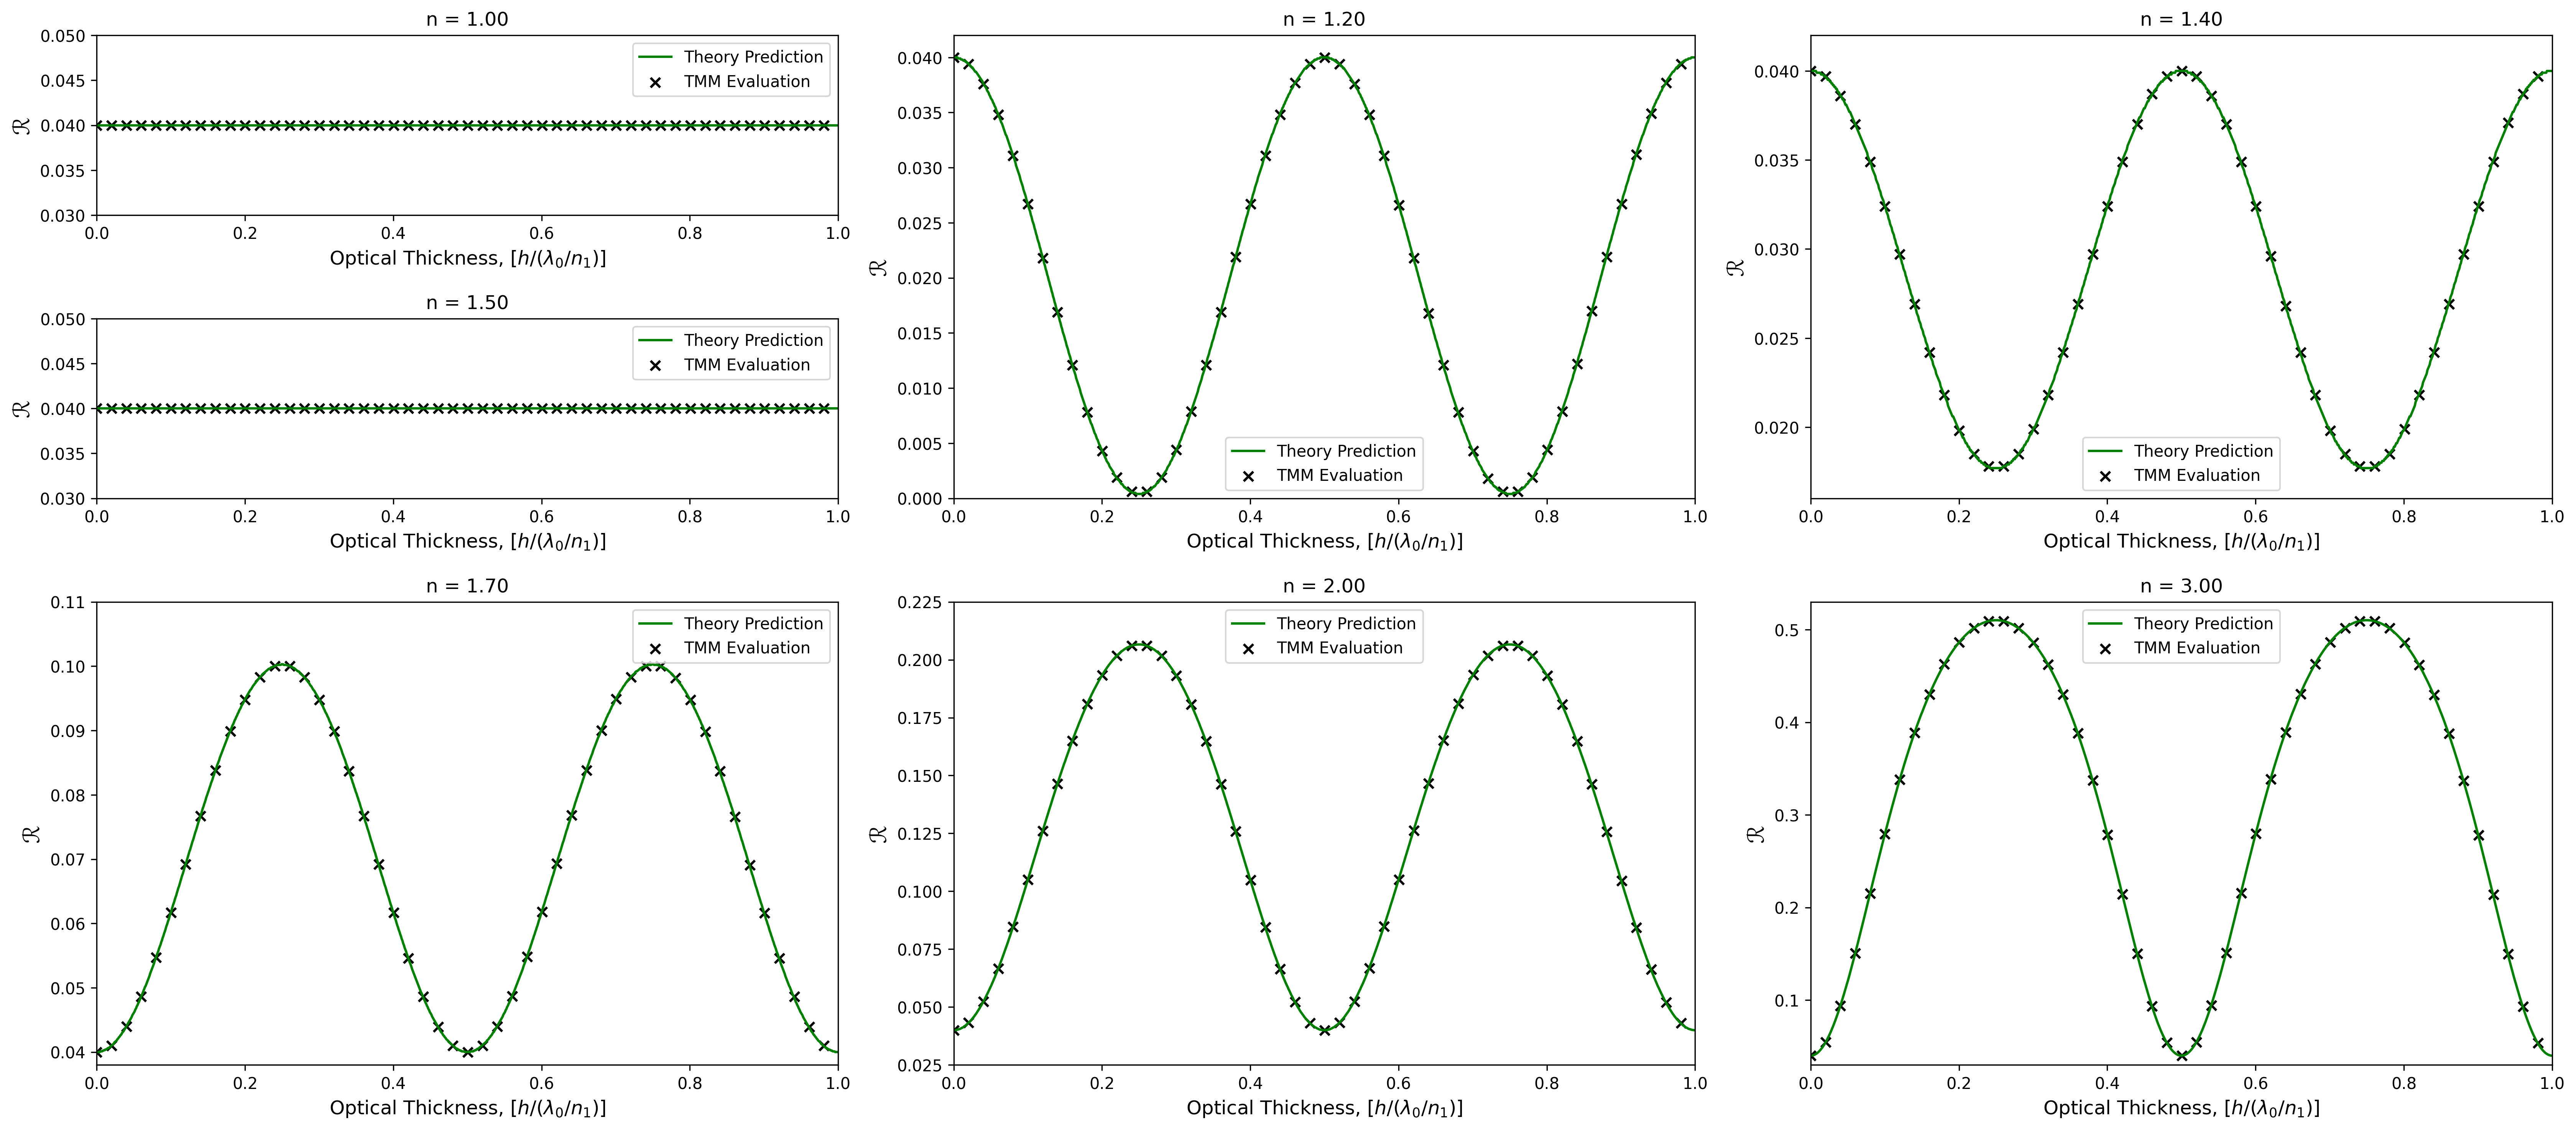 n = 1.00
0.050
0.045
0.040
0.035
0.030
ℛ
Theory Prediction
TMM Evaluation
0.0 0.2 0.4 0.6 0.8 1.0
Optical Thickness, [h/(λ₀/n₁)]
n = 1.50
0.050
0.045
0.040
0.035
0.030
ℛ
Theory Prediction
TMM Evaluation
0.0 0.2 0.4 0.6 0.8 1.0
Optical Thickness, [h/(λ₀/n₁)]
n = 1.20
0.040
0.035
0.030
0.025
0.020
0.015
0.010
0.005
0.000
ℛ
Theory Prediction
TMM Evaluation
0.0 0.2 0.4 0.6 0.8 1.0
Optical Thickness, [h/(λ₀/n₁)]
n = 1.40
0.040
0.035
0.030
0.025
0.020
ℛ
Theory Prediction
TMM Evaluation
0.0 0.2 0.4 0.6 0.8 1.0
Optical Thickness, [h/(λ₀/n₁)]
n = 1.70
0.11
0.10
0.09
0.08
0.07
0.06
0.05
0.04
ℛ
Theory Prediction
TMM Evaluation
0.0 0.2 0.4 0.6 0.8 1.0
Optical Thickness, [h/(λ₀/n₁)]
n = 2.00
0.225
0.200
0.175
0.150
0.125
0.100
0.075
0.050
0.025
ℛ
Theory Prediction
TMM Evaluation
0.0 0.2 0.4 0.6 0.8 1.0
Optical Thickness, [h/(λ₀/n₁)]
n = 3.00
0.5
0.4
0.3
0.2
0.1
ℛ
Theory Prediction
TMM Evaluation
0.0 0.2 0.4 0.6 0.8 1.0
Optical Thickness, [h/(λ₀/n₁)]